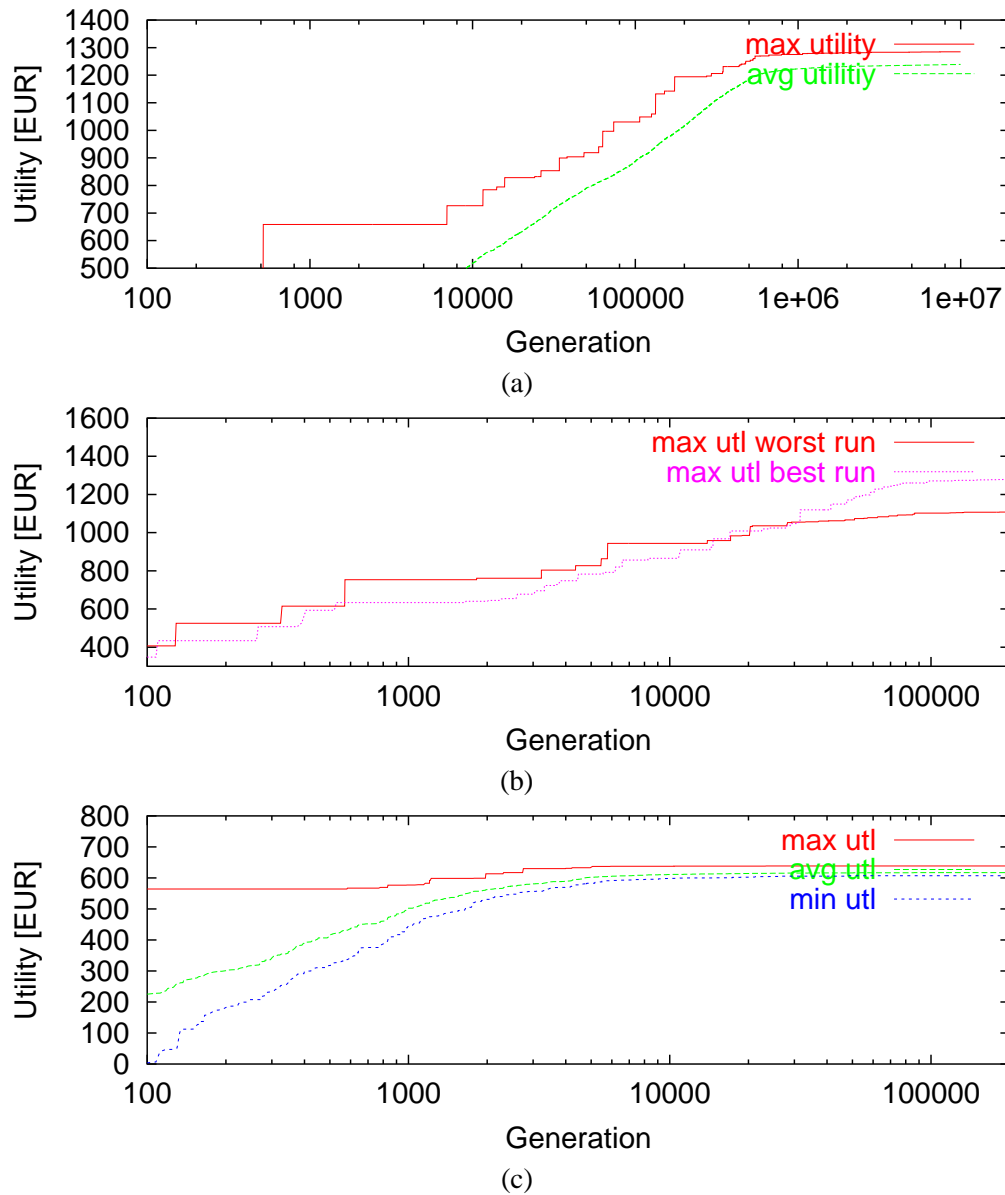 1400
1300
1200
1100
1000
900
800
700
600
500
Utility [EUR]
max utility
avg utilitiy
100 1000 10000 100000 1e+06 1e+07
Generation
(a)
1600
1400
1200
1000
800
600
400
Utility [EUR]
max utl worst run
max utl best run
100 1000 10000 100000
Generation
(b)
800
700
600
500
400
300
200
100
0
Utility [EUR]
max utl
avg utl
min utl
100 1000 10000 100000
Generation
(c)